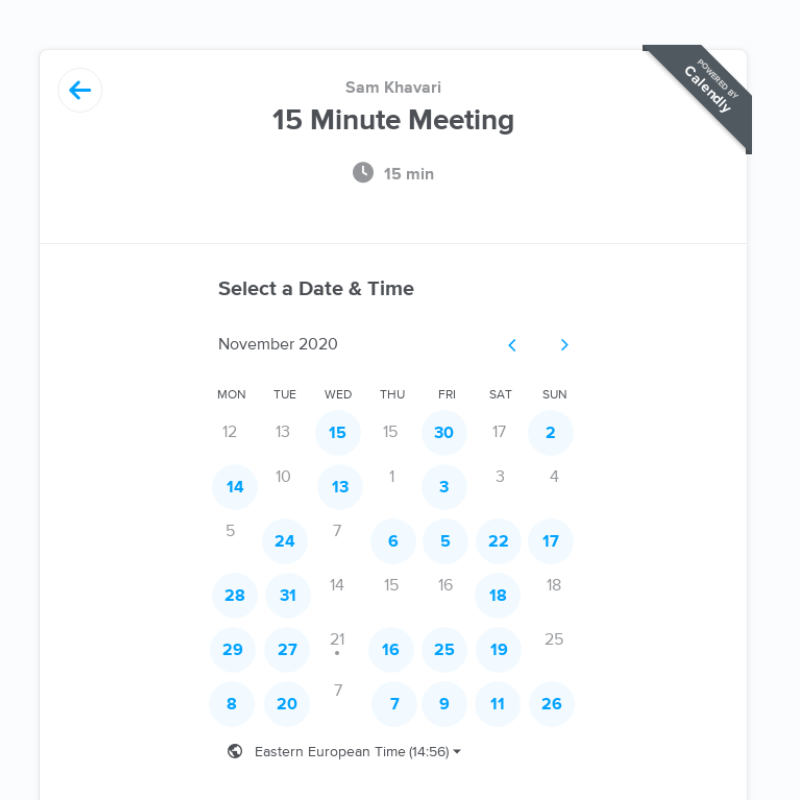 POWERED BY
Calendly
Sam Khavari
15 Minute Meeting
15 min
Select a Date & Time
November 2020
MON TUE WED THU FRI SAT SUN
12 13 15 15 30 17 2
14 10 13 1 3 3 4
5 24 7 6 5 22 17
28 31 14 15 16 18 18
29 27 21 16 25 19 25
8 20 7 7 9 11 26
Eastern European Time (14:56)